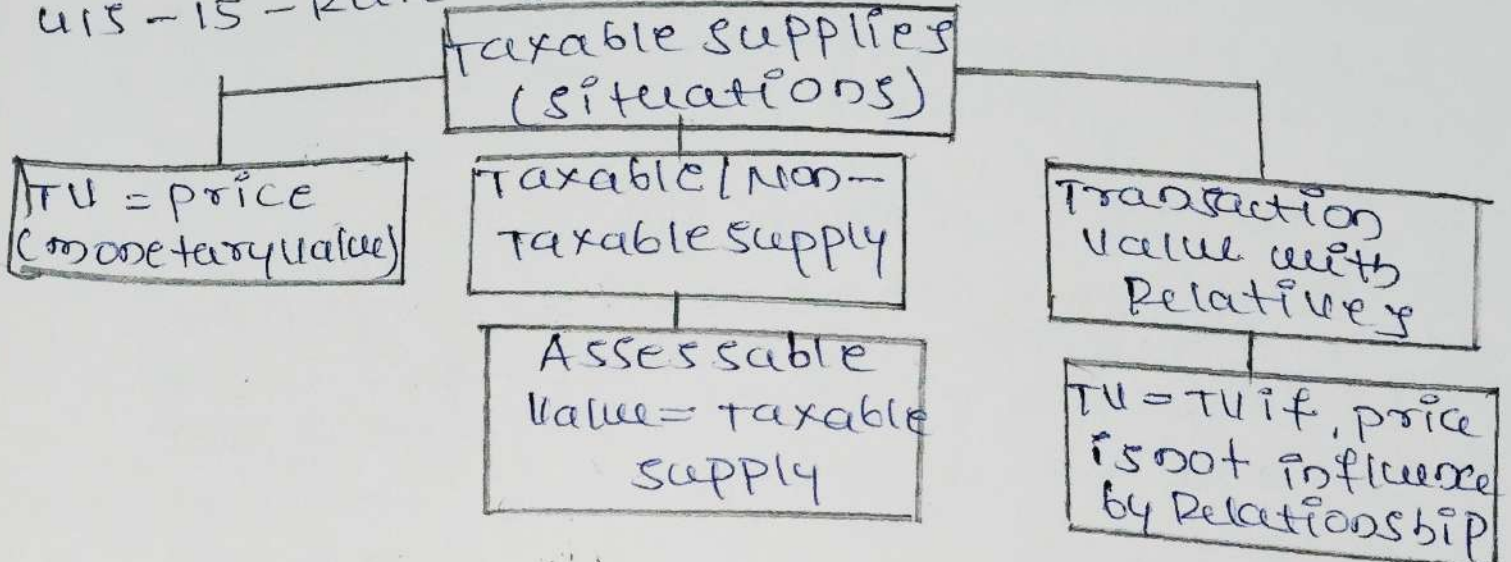 U/S - 15 -
Taxable supplies
(situations)
TV = price
(monetary value)
Taxable / Non-
Taxable supply
Transaction
value with
Relatives
Assessable
value = taxable
supply
TV = TV if, price
is not influence
by Relationship